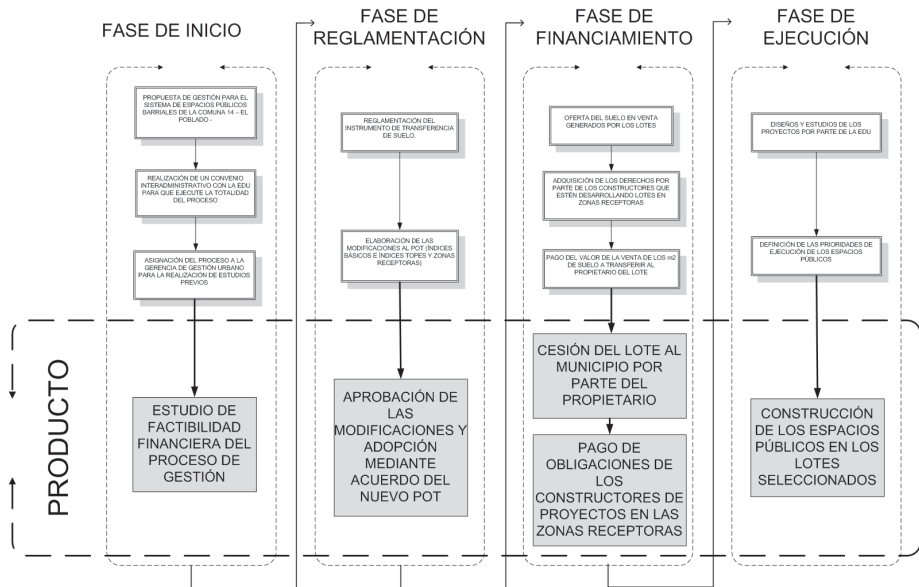 FASE DE INICIO
PROPUESTA DE GESTIÓN PARA EL
SISTEMA DE ESPACIOS PÚBLICOS
BARRIALES DE LA COMUNA 14 – EL
POBLADO -
REALIZACIÓN DE UN CONVENIO
INTERADMINISTRATIVO CON LA EDU
PARA QUE EJECUTE LA TOTALIDAD
DEL PROCESO
ASIGNACIÓN DEL PROCESO A LA
GERENCIA DE GESTIÓN URBANO
PARA LA REALIZACIÓN DE ESTUDIOS
PREVIOS
ESTUDIO DE
FACTIBILIDAD
FINANCIERA DEL
PROCESO DE
GESTIÓN
FASE DE
REGLAMENTACIÓN
REGLAMENTACIÓN DEL
INSTRUMENTO DE TRANSFERENCIA
DE SUELO.
ELABORACIÓN DE LAS
MODIFICACIONES AL POT (ÍNDICES
BÁSICOS E ÍNDICES TOPES Y ZONAS
RECEPTORAS)
APROBACIÓN DE
LAS
MODIFICACIONES Y
ADOPCIÓN
MEDIANTE
ACUERDO DEL
NUEVO POT
FASE DE
FINANCIAMIENTO
OFERTA DEL SUELO EN VENTA
GENERADOS POR LOS LOTES
ADQUISICIÓN DE LOS DERECHOS POR
PARTE DE LOS CONSTRUCTORES QUE
ESTÉN DESARROLLANDO LOTES EN
ZONAS RECEPTORAS
PAGO DEL VALOR DE LA VENTA DE LOS m2
DE SUELO A TRANSFERIR AL
PROPIETARIO DEL LOTE
CESIÓN DEL LOTE AL
MUNICIPIO POR
PARTE DEL
PROPIETARIO
PAGO DE
OBLIGACIONES DE
LOS
CONSTRUCTORES DE
PROYECTOS EN LAS
ZONAS RECEPTORAS
FASE DE
EJECUCIÓN
DISEÑOS Y ESTUDIOS DE LOS
PROYECTOS POR PARTE DE LA EDU
DEFINICIÓN DE LAS PRIORIDADES DE
EJECUCIÓN DE LOS ESPACIOS
PÚBLICOS
CONSTRUCCIÓN
DE LOS ESPACIOS
PÚBLICOS EN LOS
LOTES
SELECCIONADOS
PRODUCTO